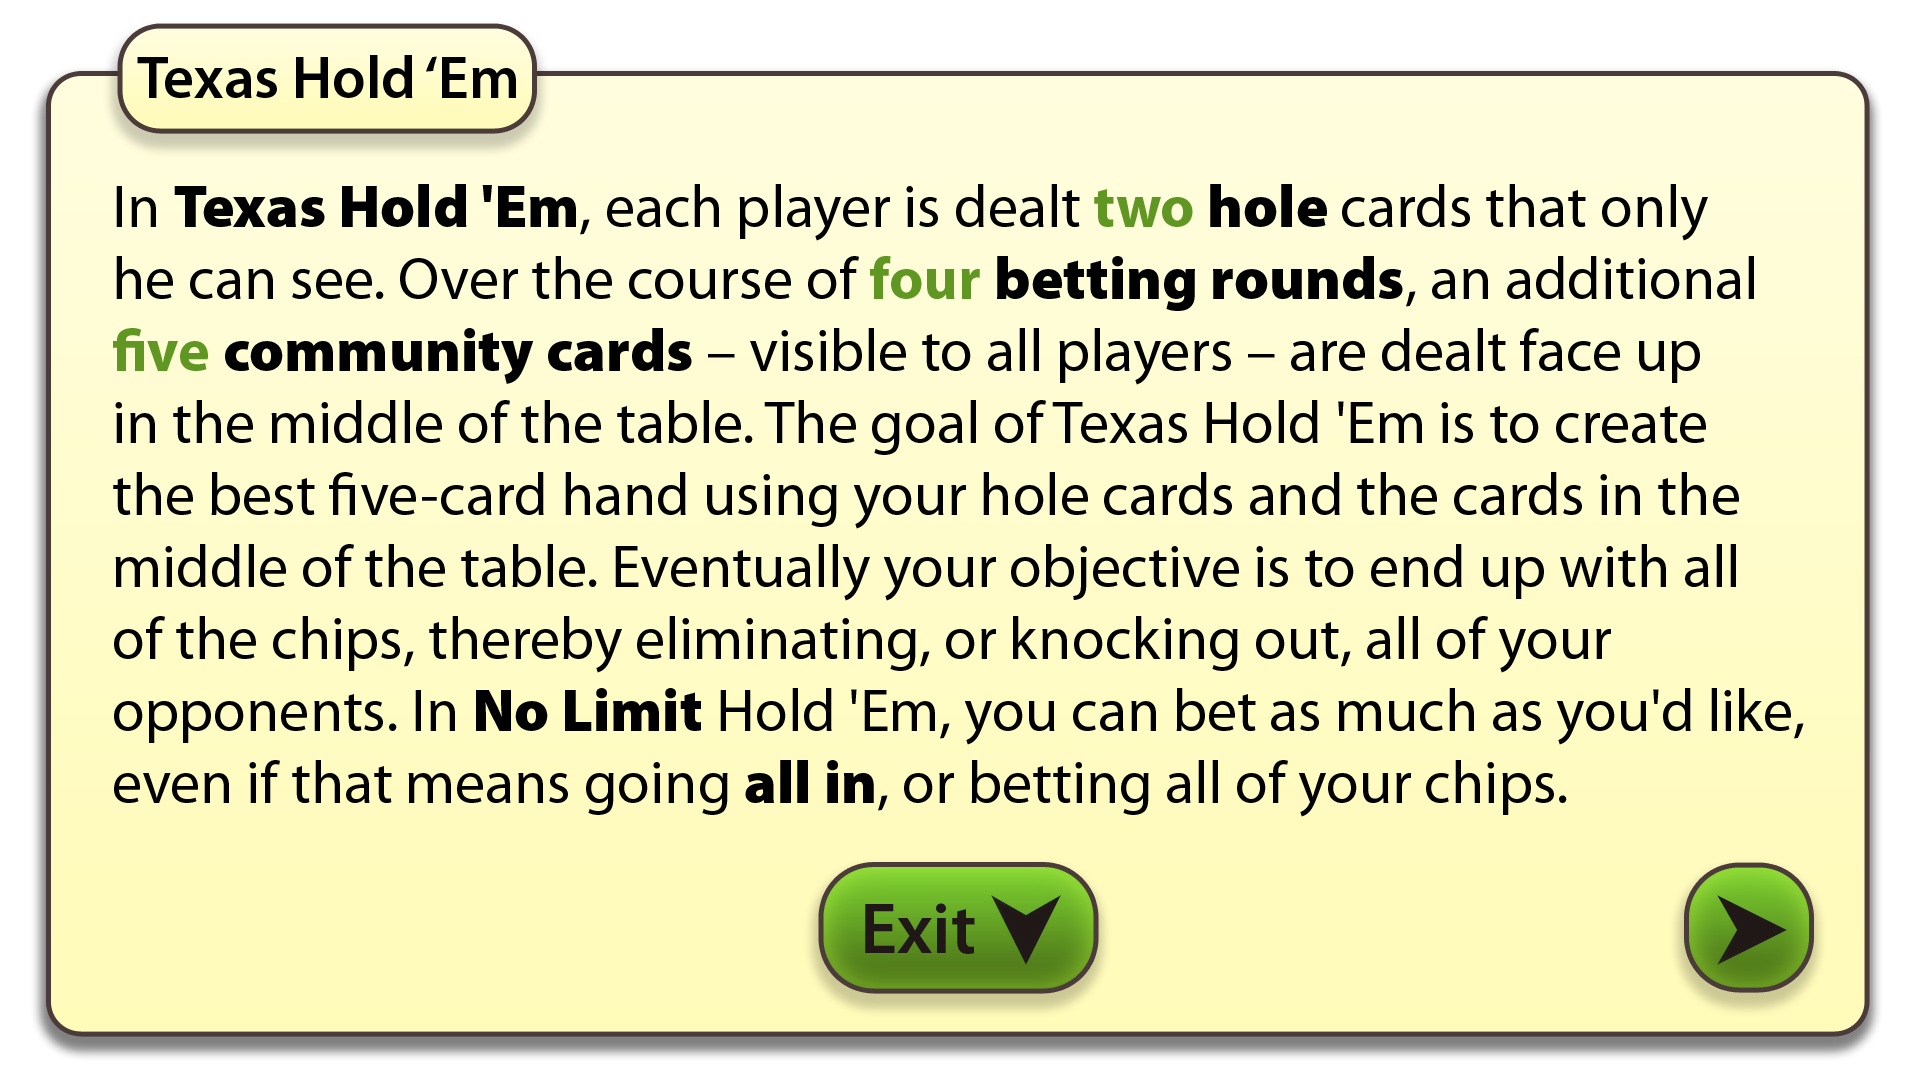 Texas Hold ‘Em
In Texas Hold 'Em, each player is dealt two hole cards that only
he can see. Over the course of four betting rounds, an additional
five community cards – visible to all players – are dealt face up
in the middle of the table. The goal of Texas Hold 'Em is to create
the best five-card hand using your hole cards and the cards in the
middle of the table. Eventually your objective is to end up with all
of the chips, thereby eliminating, or knocking out, all of your
opponents. In No Limit Hold 'Em, you can bet as much as you'd like,
even if that means going all in, or betting all of your chips.
Exit